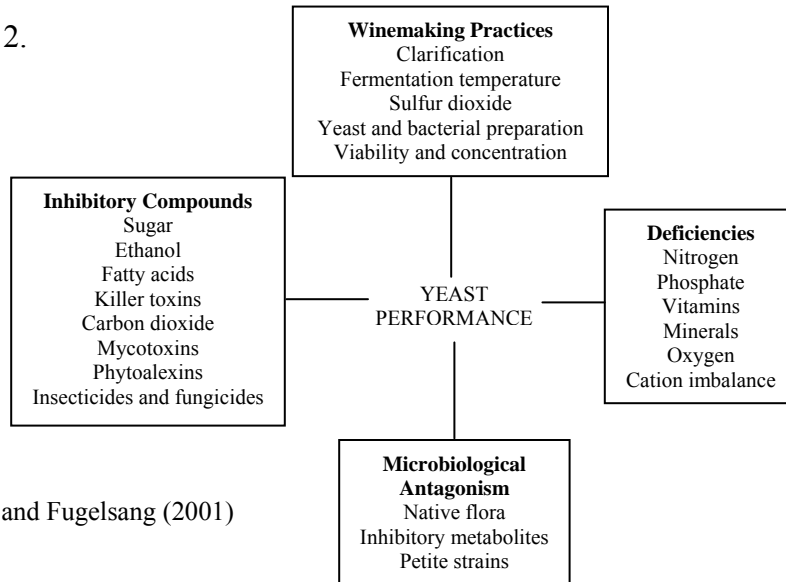 2.
Winemaking Practices
Clarification
Fermentation temperature
Sulfur dioxide
Yeast and bacterial preparation
Viability and concentration
Inhibitory Compounds
Sugar
Ethanol
Fatty acids
Killer toxins
Carbon dioxide
Mycotoxins
Phytoalexins
Insecticides and fungicides
YEAST
PERFORMANCE
Deficiencies
Nitrogen
Phosphate
Vitamins
Minerals
Oxygen
Cation imbalance
Microbiological
Antagonism
Native flora
Inhibitory metabolites
Petite strains
and Fugelsang (2001)